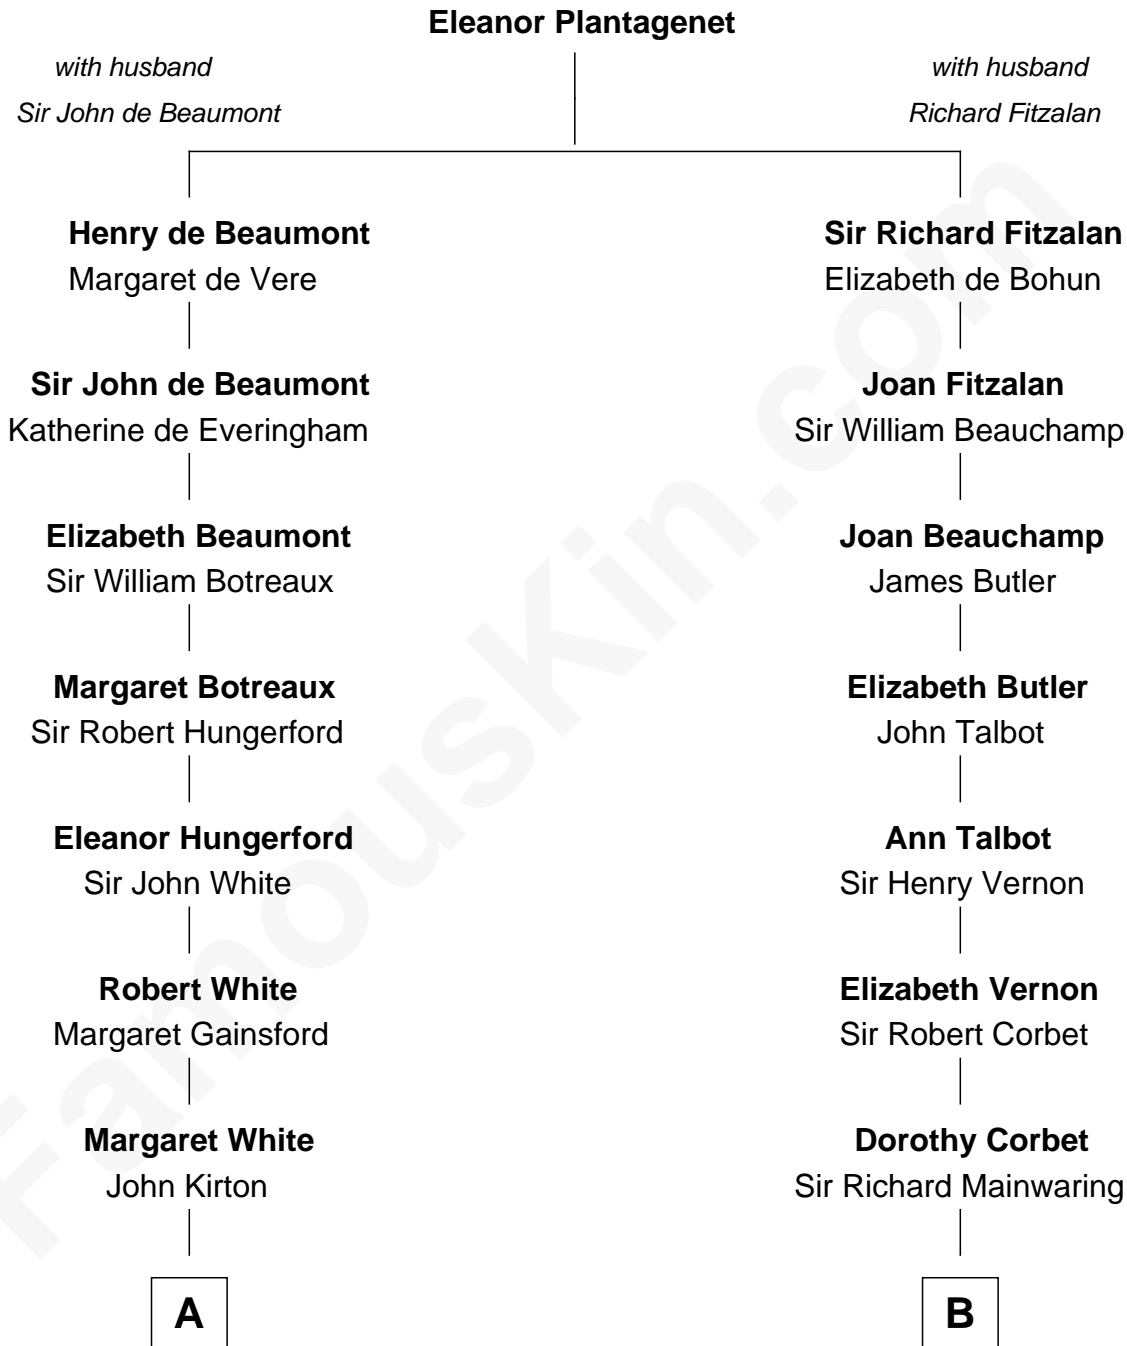 Eleanor Plantagenet
with husband
Sir John de Beaumont
with husband
Richard Fitzalan
Henry de Beaumont
Margaret de Vere
Sir Richard Fitzalan
Elizabeth de Bohun
Sir John de Beaumont
Katherine de Everingham
Joan Fitzalan
Sir William Beauchamp
Elizabeth Beaumont
Sir William Botreaux
Joan Beauchamp
James Butler
Margaret Botreaux
Sir Robert Hungerford
Elizabeth Butler
John Talbot
Eleanor Hungerford
Sir John White
Ann Talbot
Sir Henry Vernon
Robert White
Margaret Gainsford
Elizabeth Vernon
Sir Robert Corbet
Margaret White
John Kirton
Dorothy Corbet
Sir Richard Mainwaring
A
B
FamousKin.com